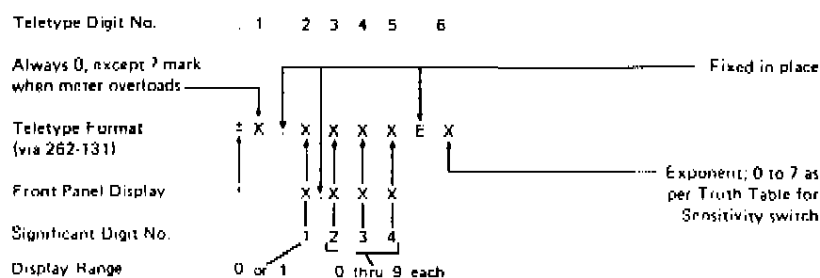 Teletype Digit No. . 1 2 3 4 5 6
Always 0, except ? mark
when meter overloads
Fixed in place
Teletype Format
(via 262-131)
± X . X X X X E X
Exponent; 0 to 7 as
per Truth Table for
Sensitivity switch
Front Panel Display X . X X X
Significant Digit No. 1 2 3 4
Display Range 0 or 1 0 thru 9 each